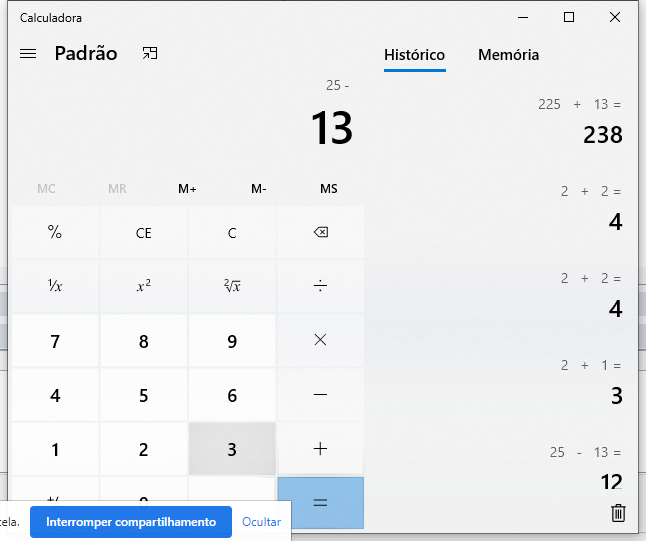 Calculadora
Padrão
Histórico Memória
25 -
13
MC MR M+ M- MS
% CE C
¹/x x² ²√x ÷
7 8 9 ×
4 5 6 −
1 2 3 +
=
225 + 13 =
238
2 + 2 =
4
2 + 2 =
4
2 + 1 =
3
25 - 13 =
12
tela.
Interromper compartilhamento
Ocultar